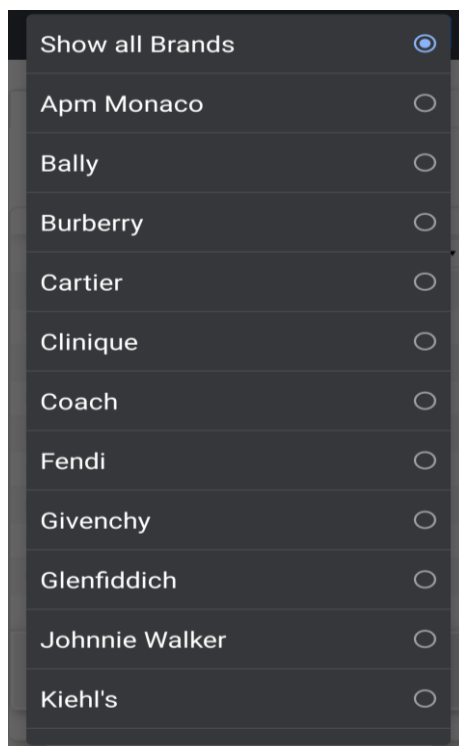 Show all Brands
Apm Monaco
Bally
Burberry
Cartier
Clinique
Coach
Fendi
Givenchy
Glenfiddich
Johnnie Walker
Kiehl's